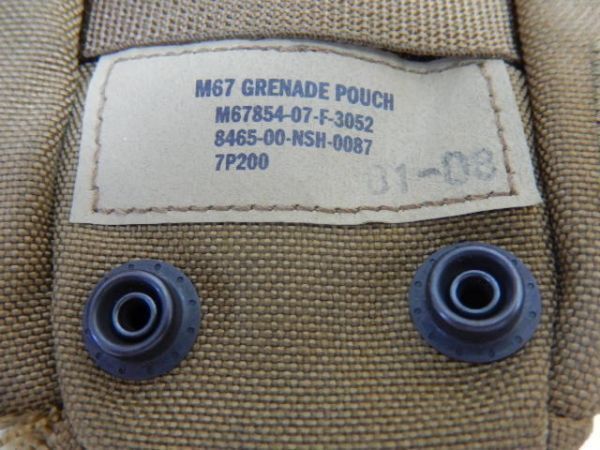 M67 GRENADE POUCH
M67854-07-F-3052
8465-00-NSH-0087
7P200
01-08